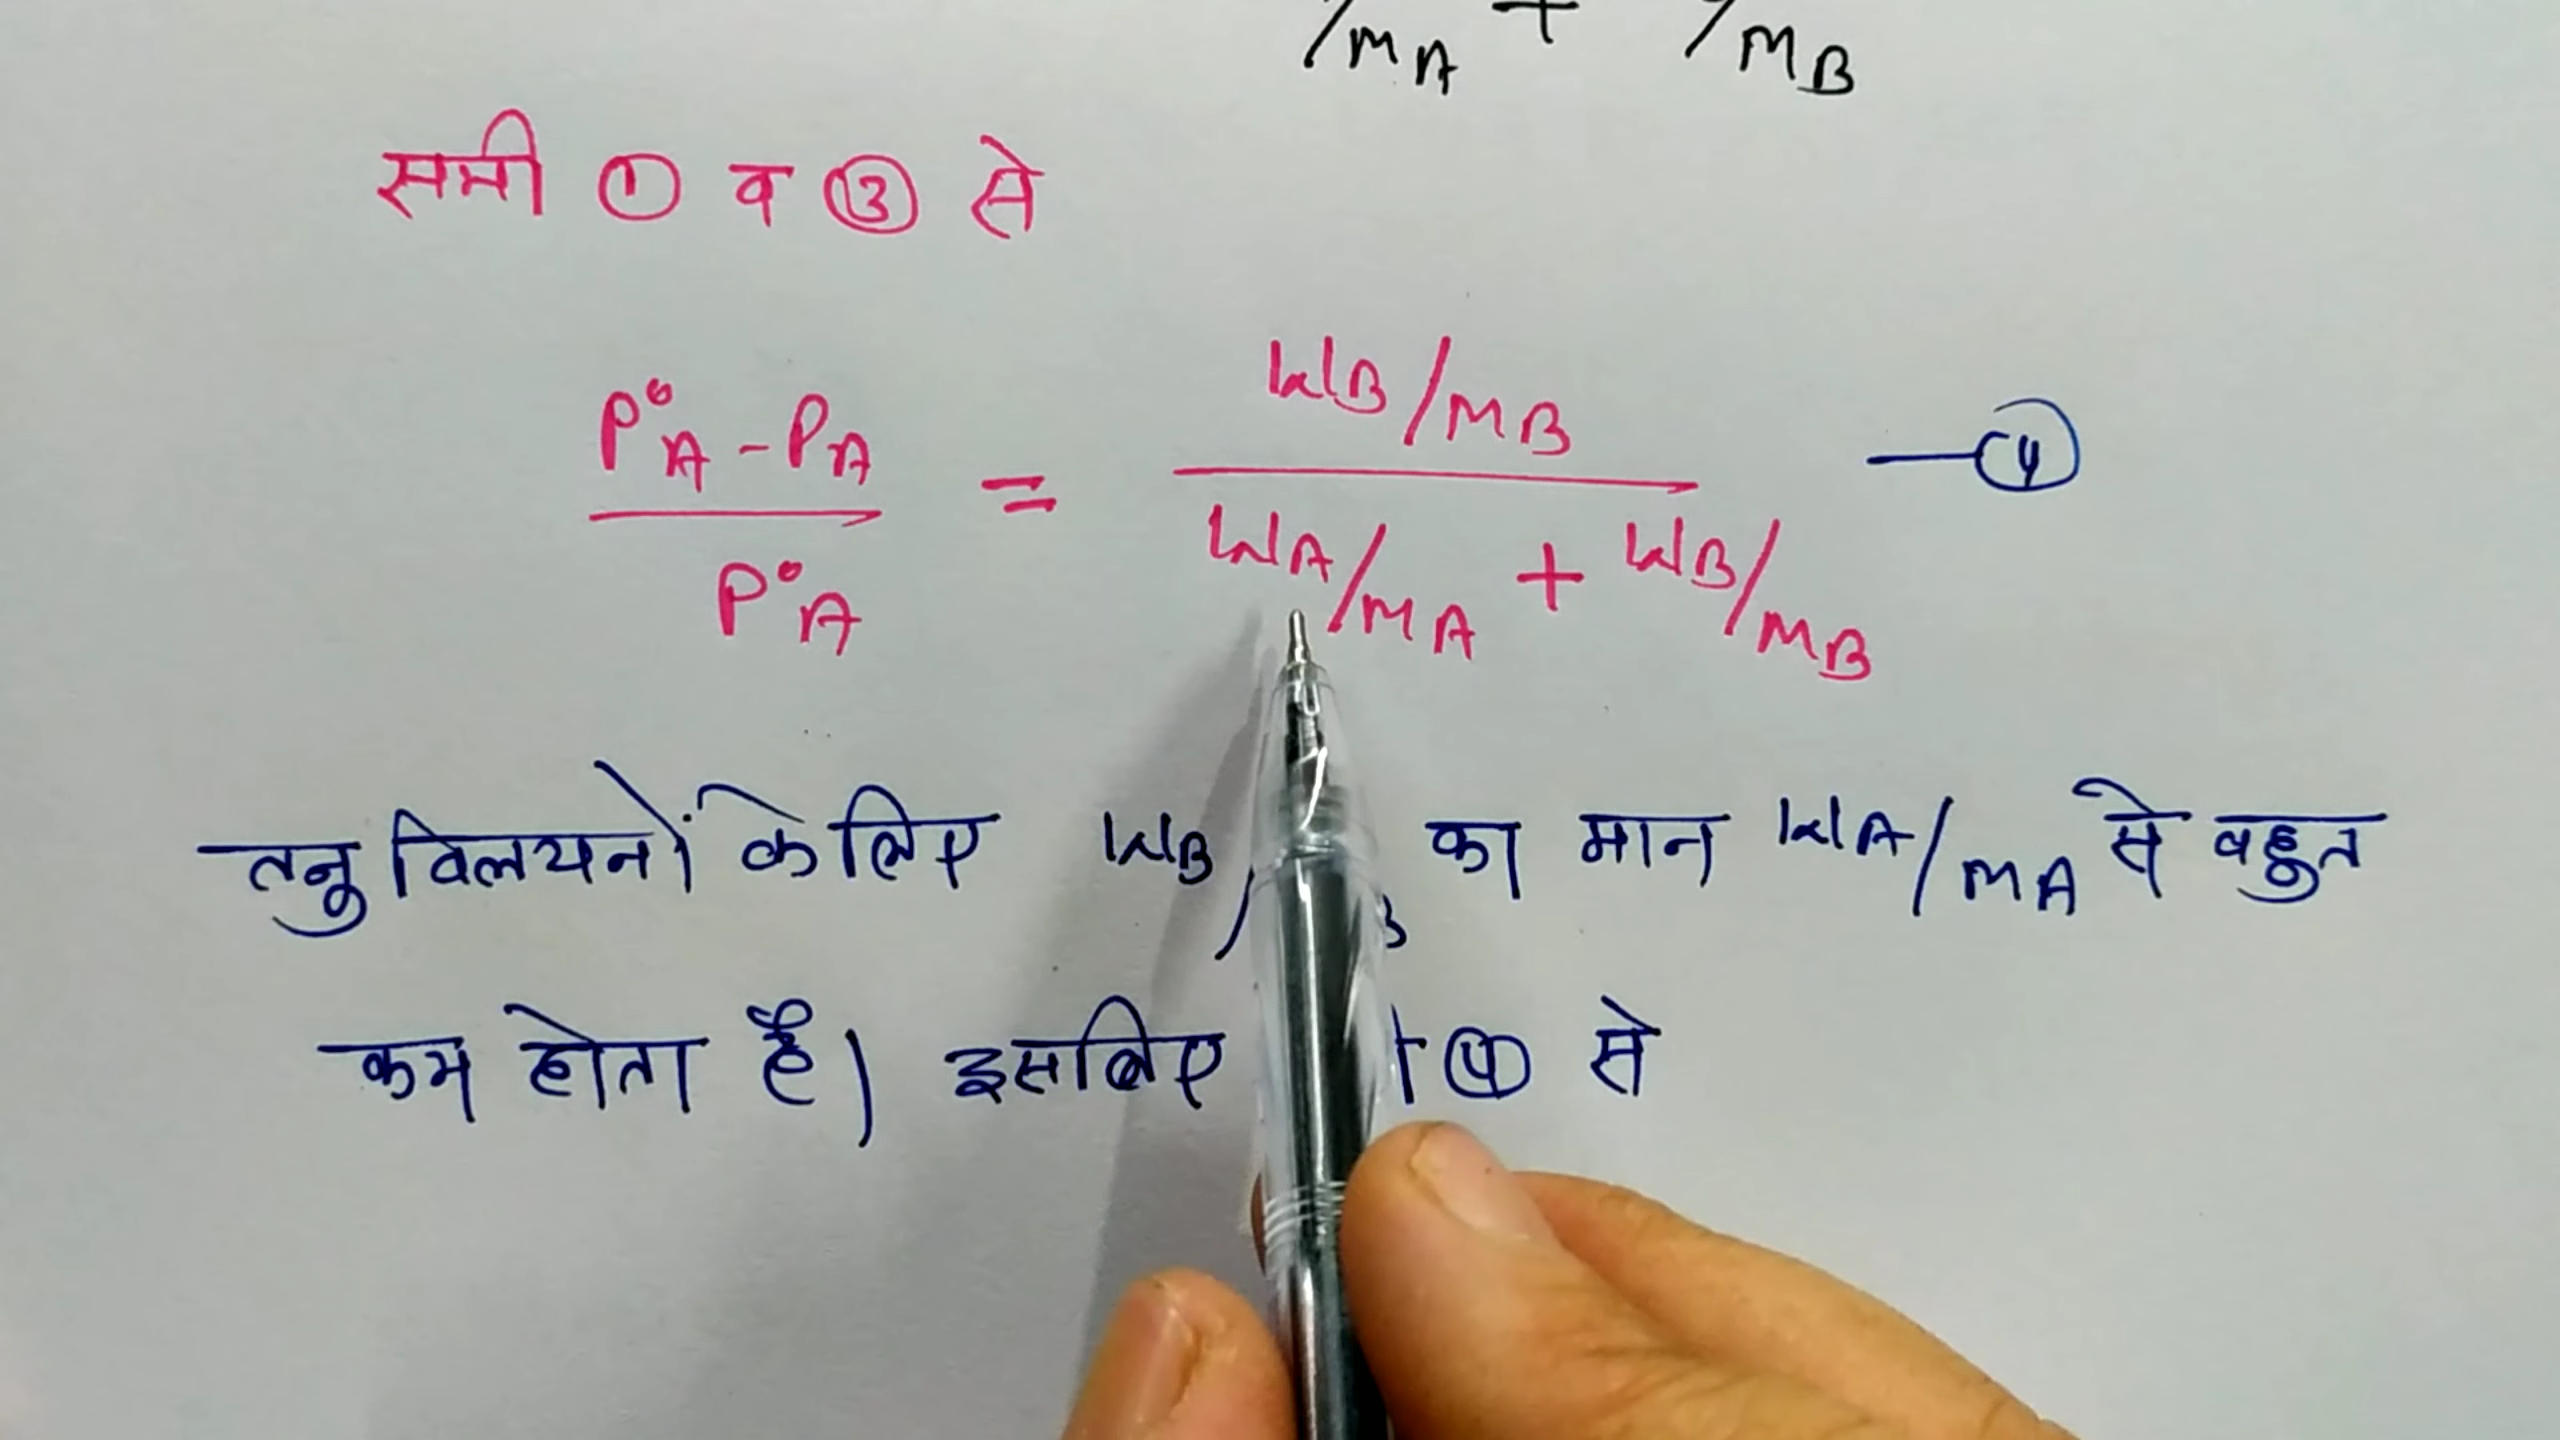 /MA + /MB
समी ① व ③ से
P°A - PA / P°A = WB/MB / WA/MA + WB/MB —④
तनु विलयनों के लिए WB/ B का मान WA/MA से बहुत
कम होता है। इसलिए ④ से